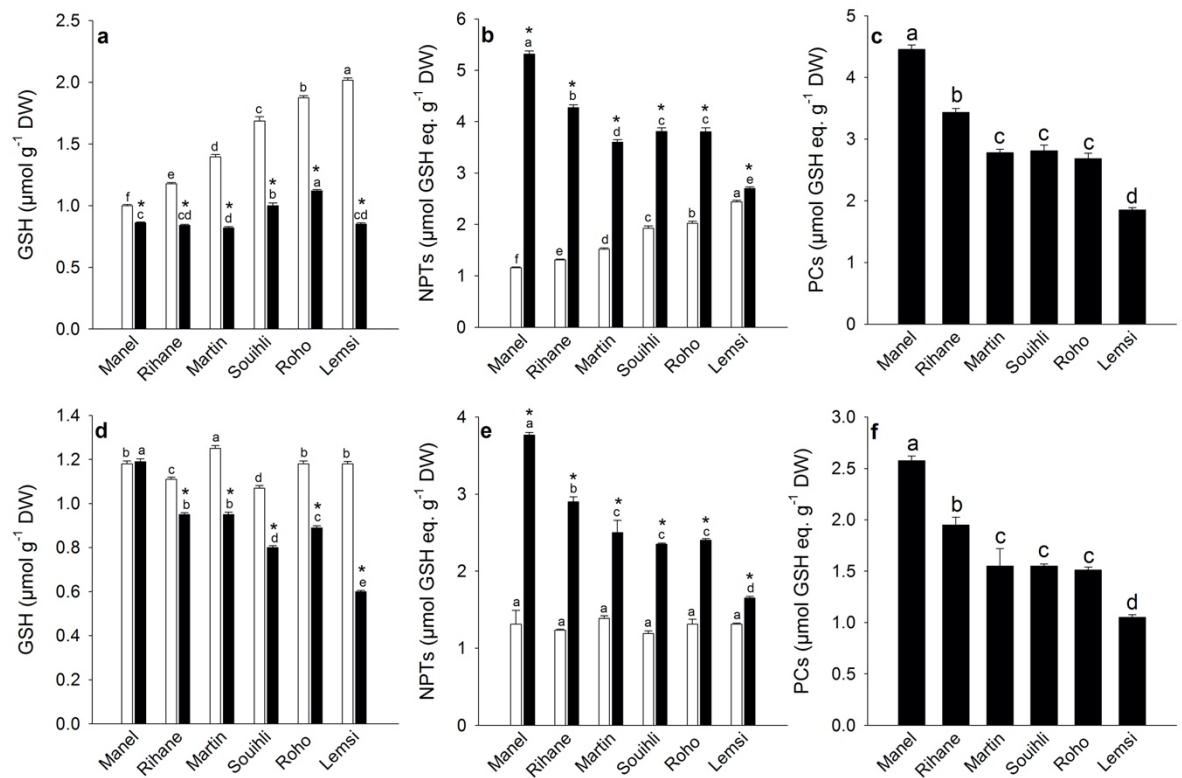 a
GSH (µmol g⁻¹ DW)
2.5
2.0
1.5
1.0
0.5
0.0
f
*
c
e
*
cd
d
*
d
c
*
b
b
*
a
a
*
cd
Manel
Rihane
Martin
Souihli
Roho
Lemsi
b
NPTs (µmol GSH eq. g⁻¹ DW)
6
5
4
3
2
1
0
f
*
a
e
*
b
d
*
d
c
*
c
b
*
c
a
*
e
Manel
Rihane
Martin
Souihli
Roho
Lemsi
c
PCs (µmol GSH eq. g⁻¹ DW)
5
4
3
2
1
0
a
b
c
c
c
d
Manel
Rihane
Martin
Souihli
Roho
Lemsi
d
GSH (µmol g⁻¹ DW)
1.4
1.2
1.0
0.8
0.6
0.4
0.2
0.0
b
a
c
*
b
a
*
b
d
*
d
b
*
c
b
*
e
Manel
Rihane
Martin
Souihli
Roho
Lemsi
e
NPTs (µmol GSH eq. g⁻¹ DW)
4
3
2
1
0
a
*
a
a
*
b
a
*
c
a
*
c
a
*
c
a
*
d
Manel
Rihane
Martin
Souihli
Roho
Lemsi
f
PCs (µmol GSH eq. g⁻¹ DW)
3.0
2.5
2.0
1.5
1.0
0.5
0.0
a
b
c
c
c
d
Manel
Rihane
Martin
Souihli
Roho
Lemsi